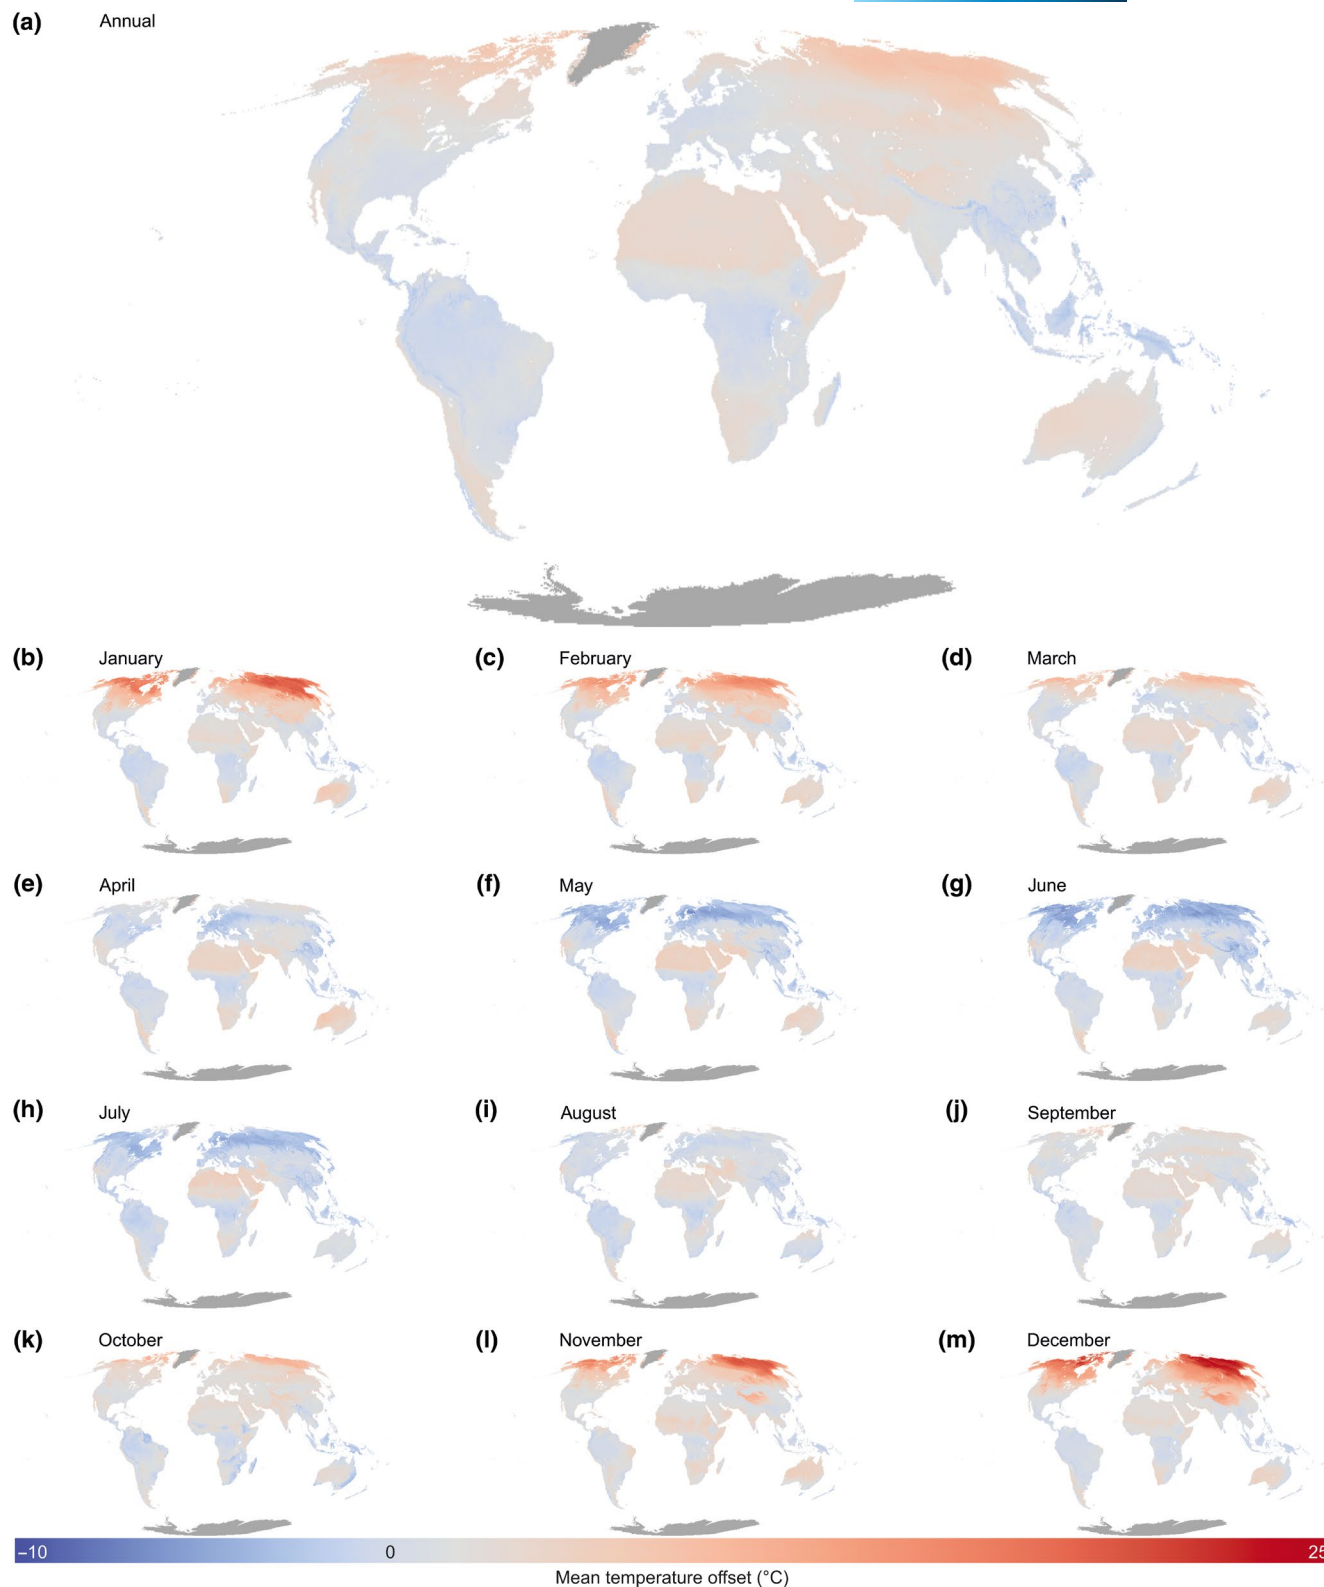 (a) Annual
(b) January
(c) February
(d) March
(e) April
(f) May
(g) June
(h) July
(i) August
(j) September
(k) October
(l) November
(m) December
−10 0 25
Mean temperature offset (°C)